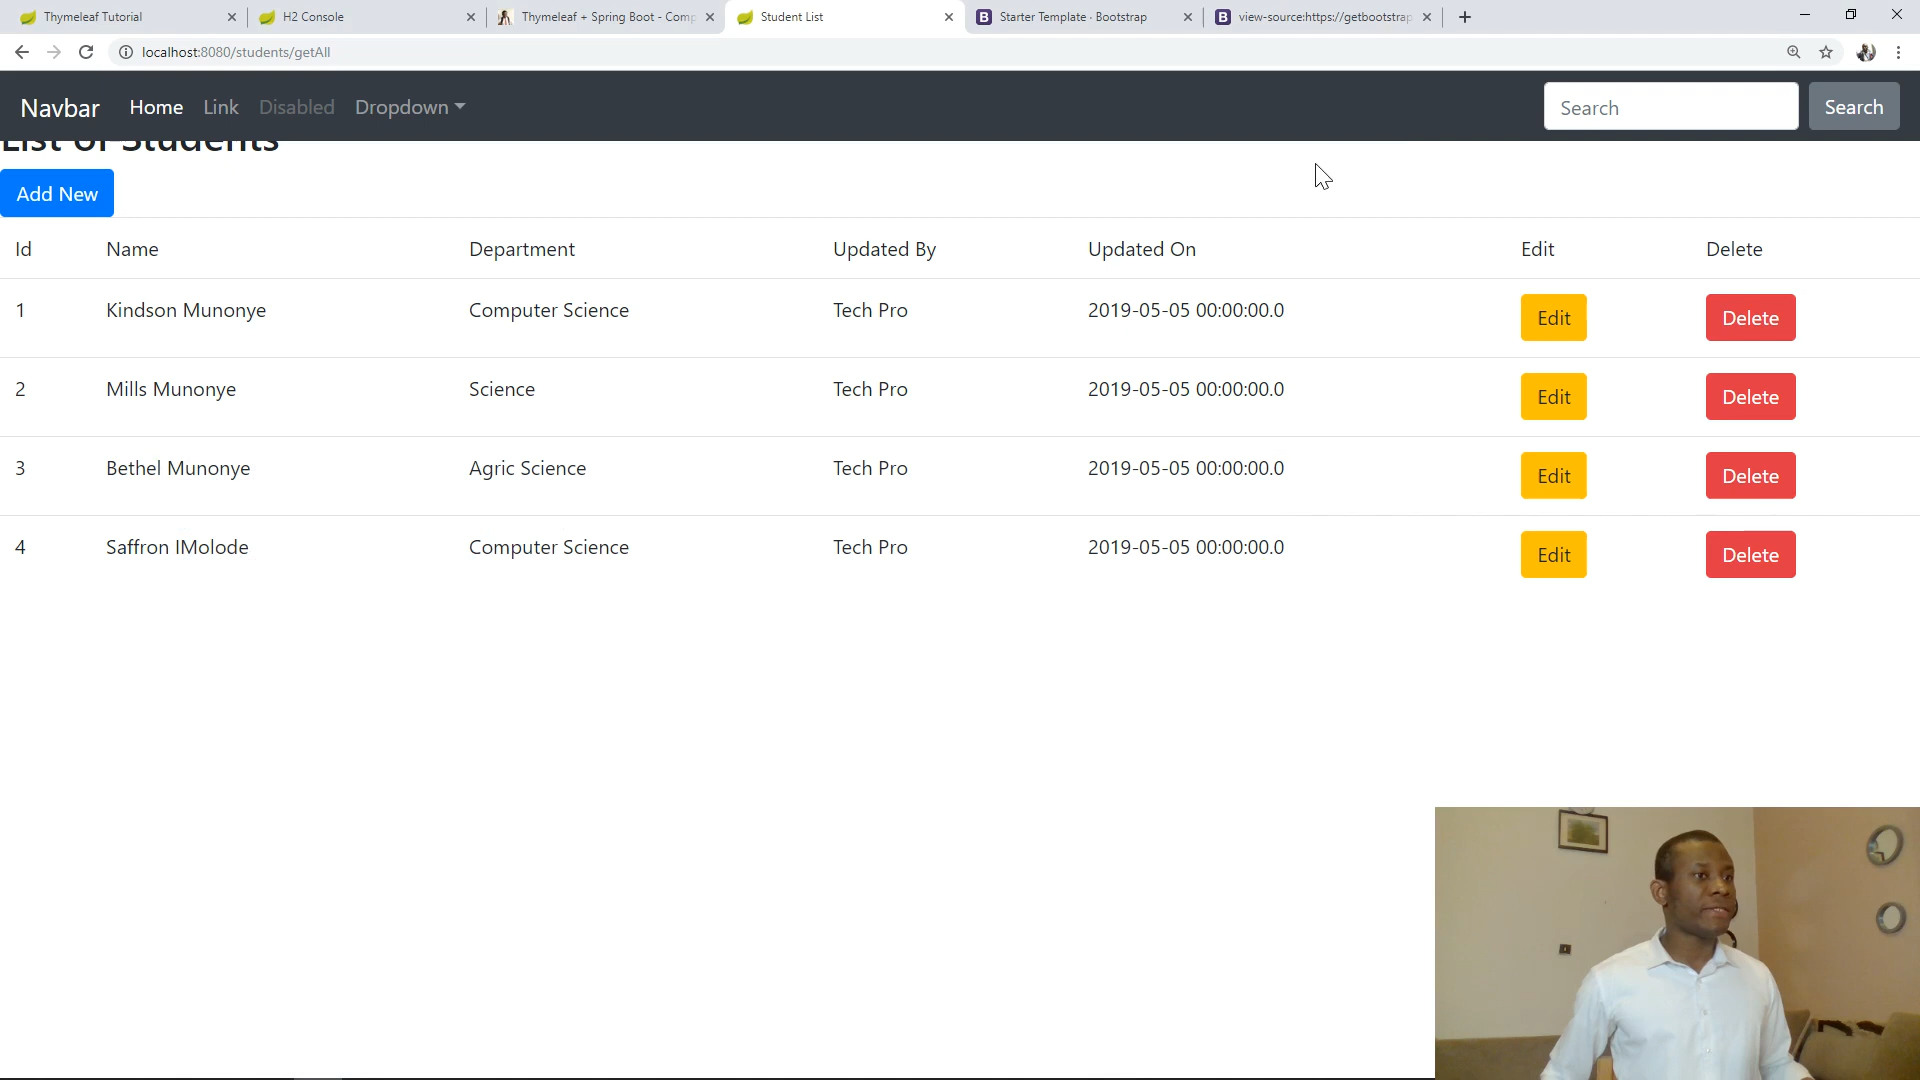 Thymeleaf Tutorial H2 Console Thymeleaf + Spring Boot - Comp Student List Starter Template · Bootstrap view-source:https://getbootstrap
localhost:8080/students/getAll
Navbar Home Link Disabled Dropdown Search Search
List of Students
Add New
Id Name Department Updated By Updated On Edit Delete
1 Kindson Munonye Computer Science Tech Pro 2019-05-05 00:00:00.0 Edit Delete
2 Mills Munonye Science Tech Pro 2019-05-05 00:00:00.0 Edit Delete
3 Bethel Munonye Agric Science Tech Pro 2019-05-05 00:00:00.0 Edit Delete
4 Saffron IMolode Computer Science Tech Pro 2019-05-05 00:00:00.0 Edit Delete